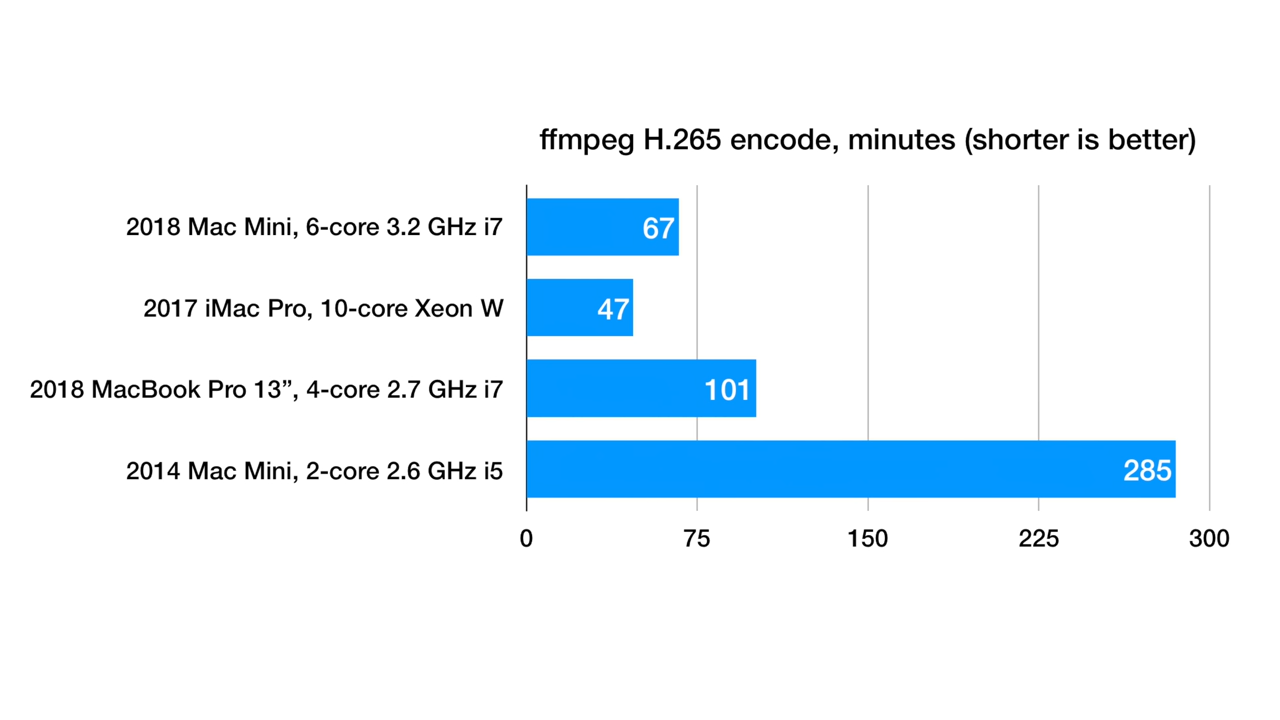 ffmpeg H.265 encode, minutes (shorter is better)
2018 Mac Mini, 6-core 3.2 GHz i7
67
2017 iMac Pro, 10-core Xeon W
47
2018 MacBook Pro 13”, 4-core 2.7 GHz i7
101
2014 Mac Mini, 2-core 2.6 GHz i5
285
0 75 150 225 300